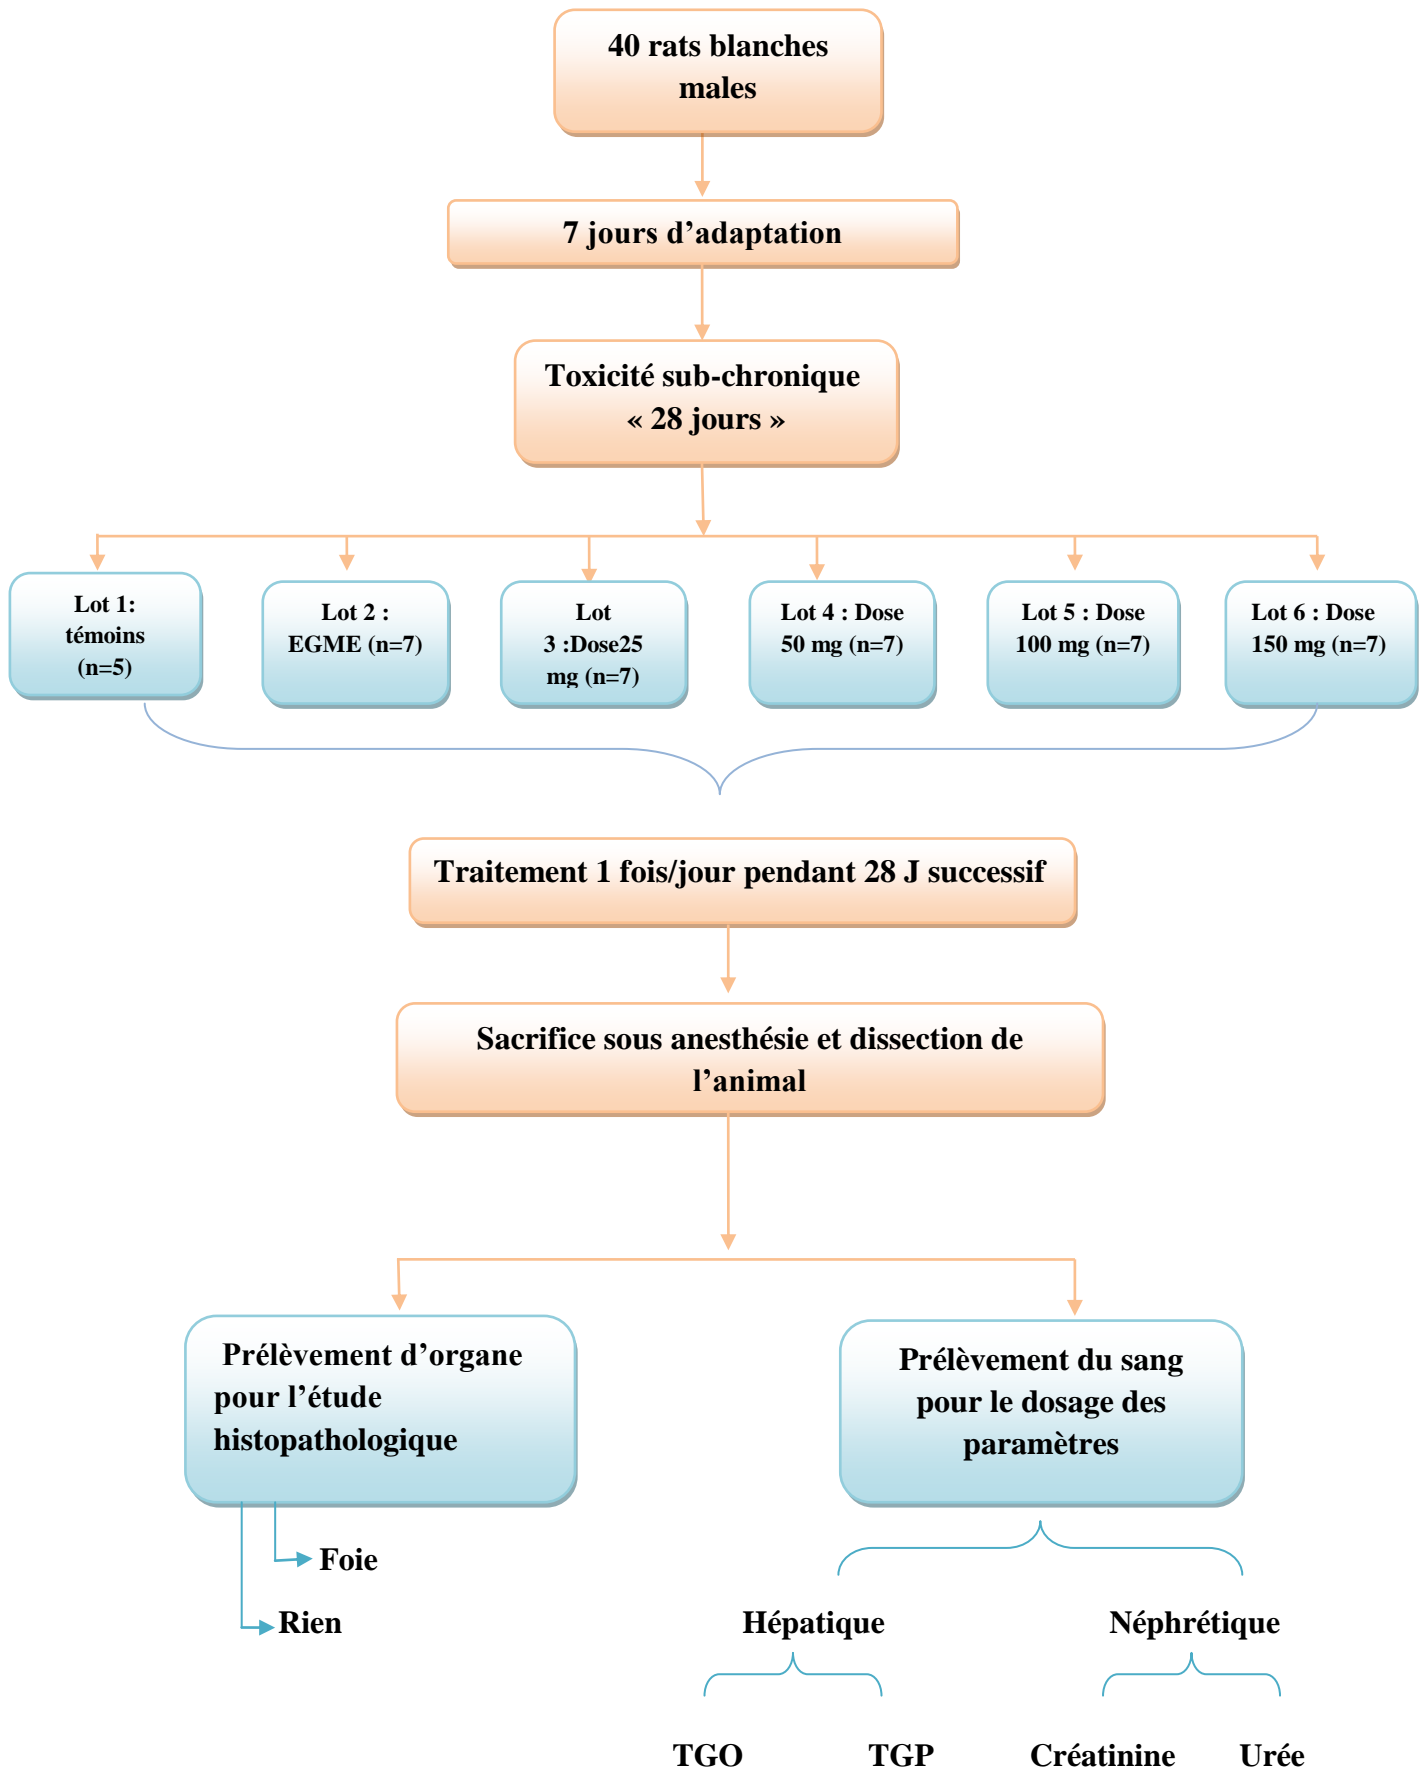 40 rats blanches
males
7 jours d’adaptation
Toxicité sub-chronique
« 28 jours »
Lot 1:
témoins
(n=5)
Lot 2 :
EGME (n=7)
Lot
3 :Dose25
mg (n=7)
Lot 4 : Dose
50 mg (n=7)
Lot 5 : Dose
100 mg (n=7)
Lot 6 : Dose
150 mg (n=7)
Traitement 1 fois/jour pendant 28 J successif
Sacrifice sous anesthésie et dissection de
l’animal
Prélèvement d’organe
pour l’étude
histopathologique
Prélèvement du sang
pour le dosage des
paramètres
Foie
Rien
Hépatique
Néphrétique
TGO
TGP
Créatinine
Urée